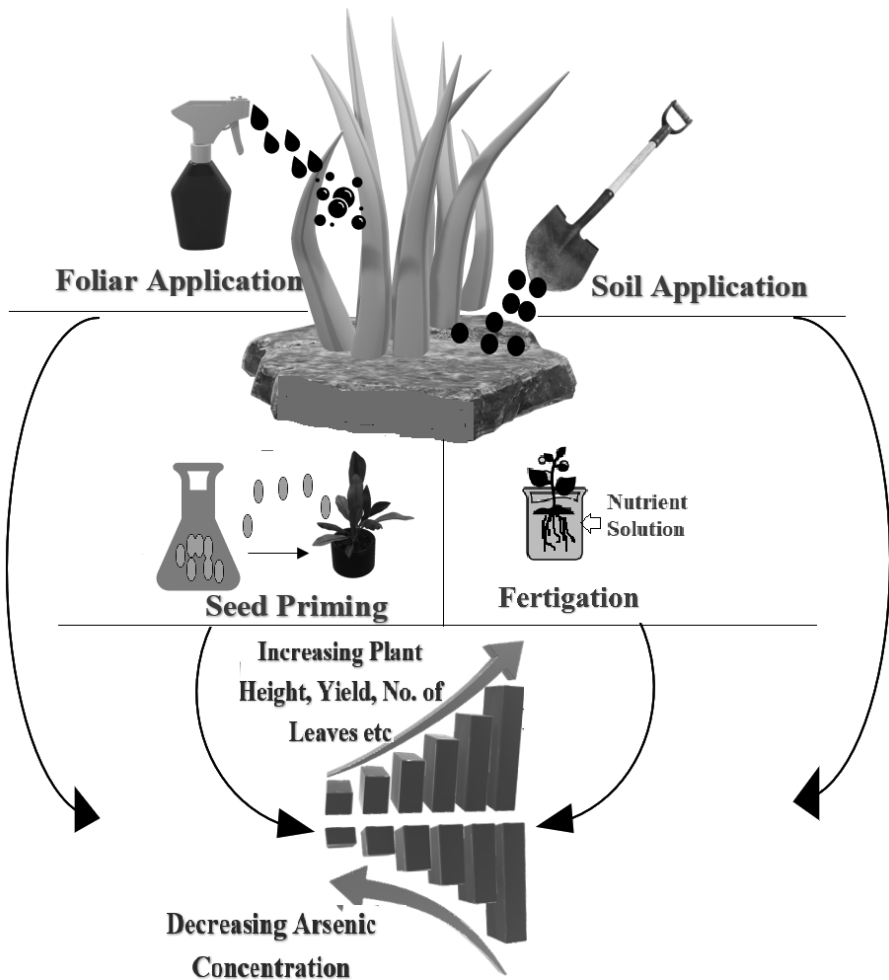 Foliar Application
Soil Application
Nutrient
Solution
Seed Priming
Fertigation
Increasing Plant
Height, Yield, No. of
Leaves etc
Decreasing Arsenic
Concentration